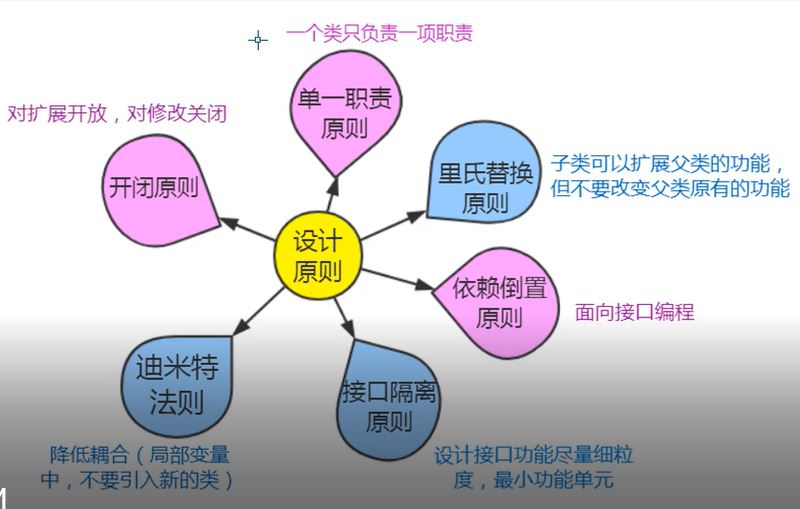 一个类只负责一项职责
单一职责
原则
对扩展开放，对修改关闭
开闭原则
里氏替换
原则
子类可以扩展父类的功能，
但不要改变父类原有的功能
设计
原则
依赖倒置
原则
面向接口编程
迪米特
法则
降低耦合（局部变量
中，不要引入新的类）
接口隔离
原则
设计接口功能尽量细粒
度，最小功能单元